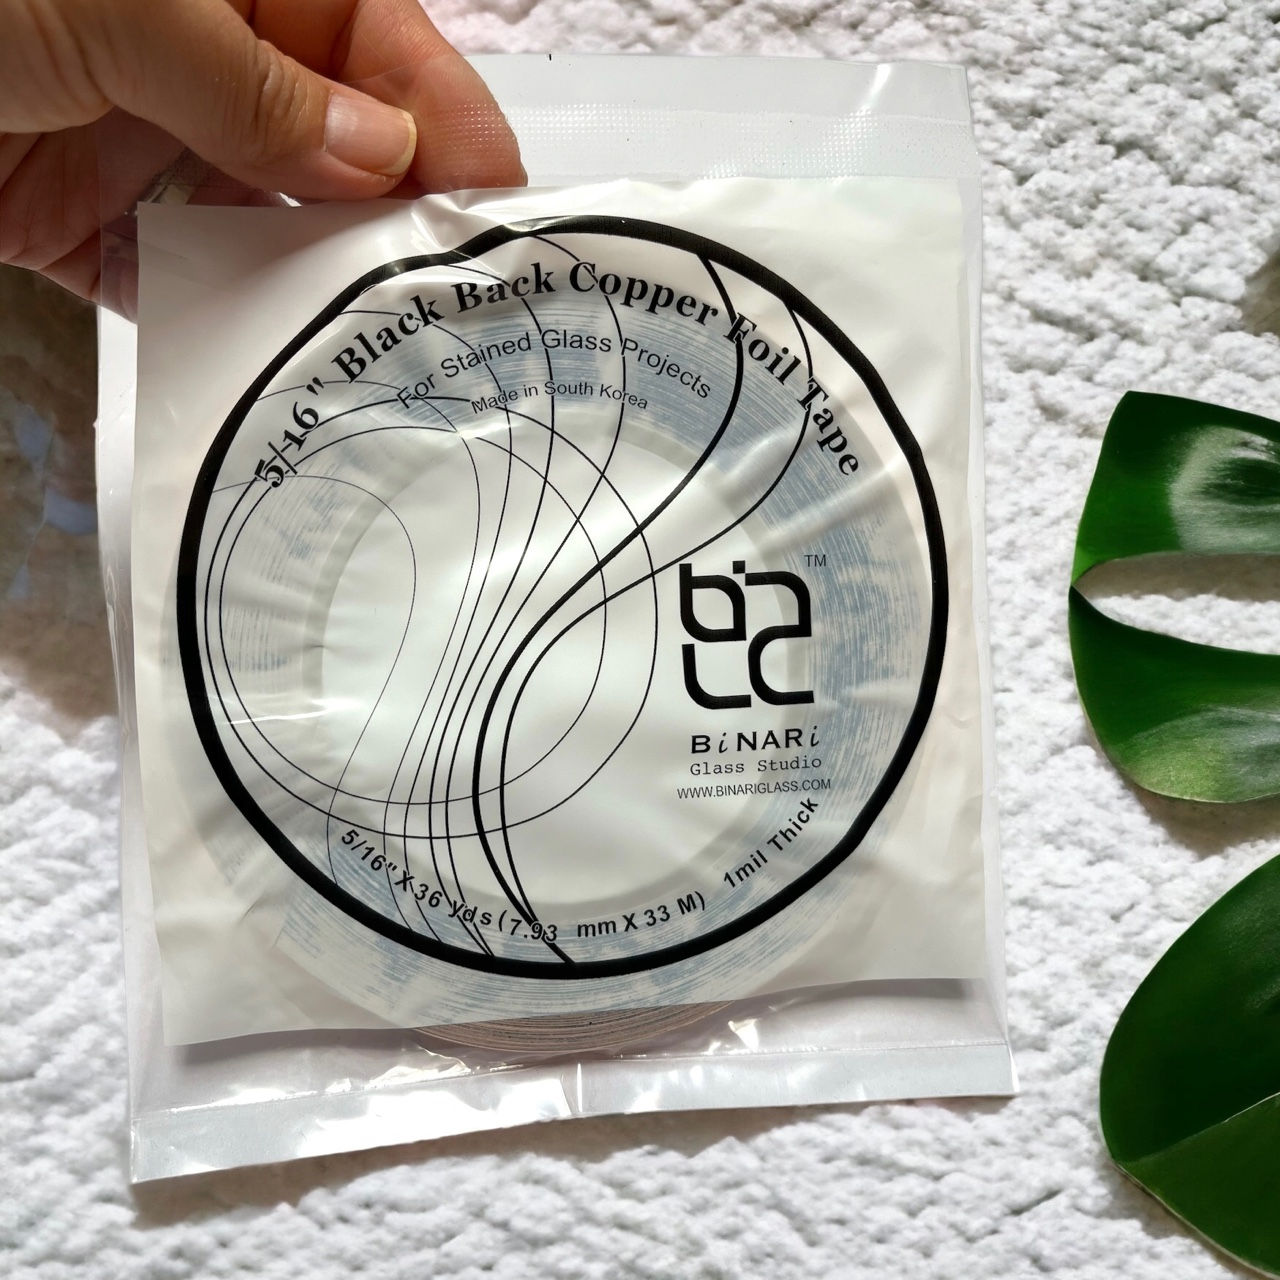 5/16" Black Back Copper Foil Tape
For Stained Glass Projects
Made in South Korea
TM
BiNARi
Glass Studio
WWW.BINARIGLASS.COM
5/16" X 36 yds (7.93 mm X 33 M) 1mil Thick